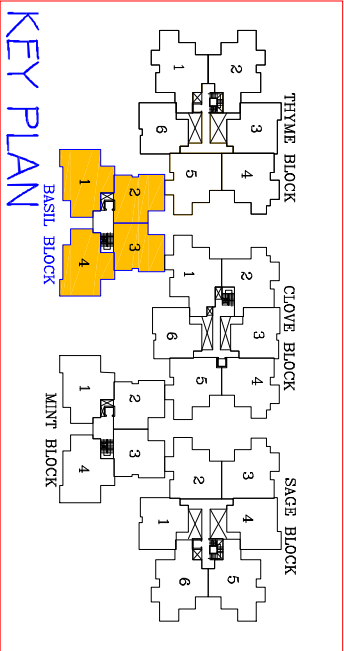 THYME BLOCK CLOVE BLOCK SAGE BLOCK
2 3 4 2 3 4 3 4 5
1 6 5 1 6 5 2 1 6
2 3 2 3
1 4 1 4
BASIL BLOCK MINT BLOCK
KEY PLAN